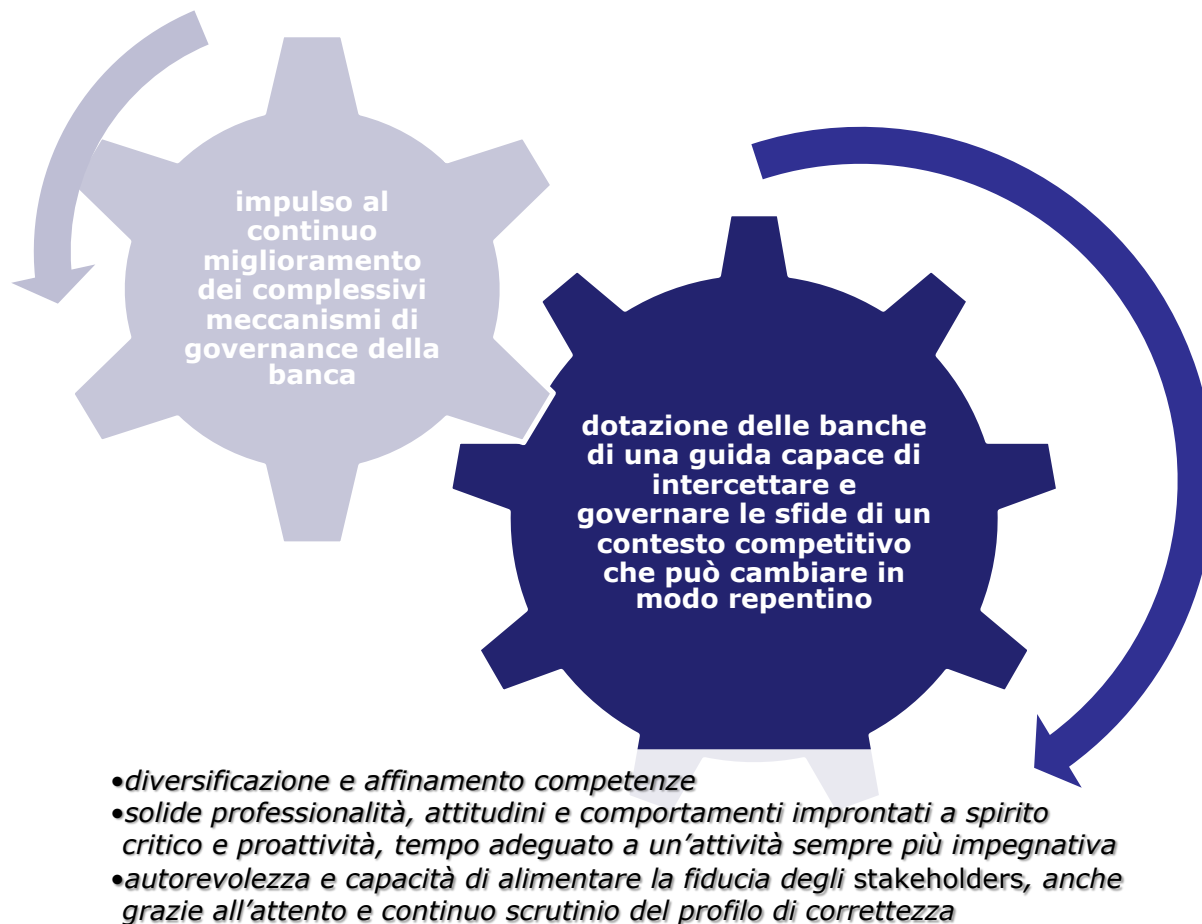 impulso al
continuo
miglioramento
dei complessivi
meccanismi di
governance della
banca
dotazione delle banche
di una guida capace di
intercettare e
governare le sfide di un
contesto competitivo
che può cambiare in
modo repentino
•diversificazione e affinamento competenze
•solide professionalità, attitudini e comportamenti improntati a spirito
critico e proattività, tempo adeguato a un’attività sempre più impegnativa
•autorevolezza e capacità di alimentare la fiducia degli stakeholders, anche
grazie all’attento e continuo scrutinio del profilo di correttezza